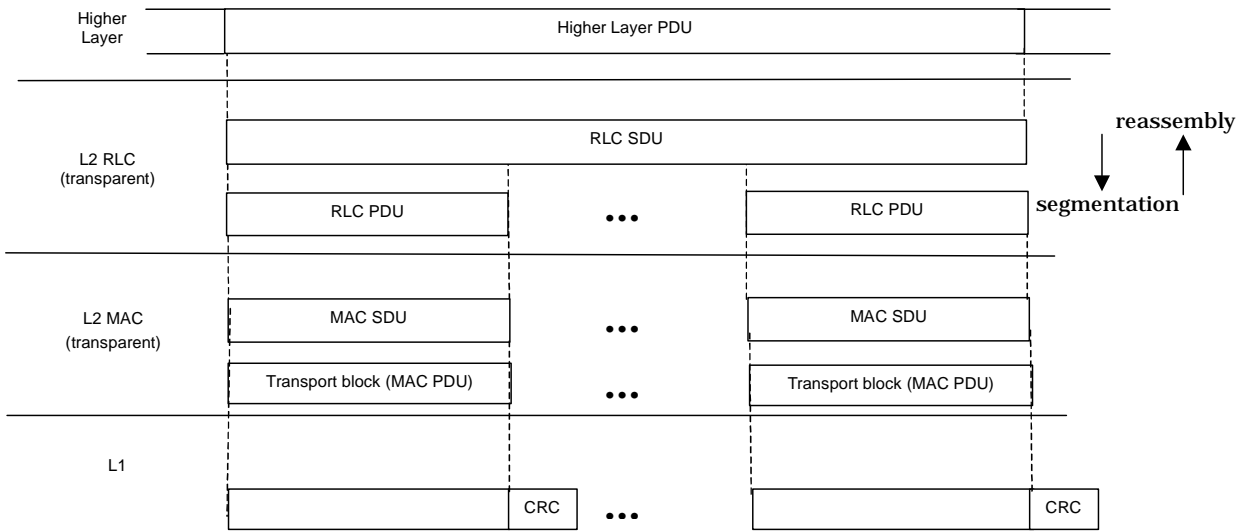 Higher
Layer
Higher Layer PDU
reassembly
RLC SDU
L2 RLC
(transparent)
RLC PDU
...
RLC PDU
segmentation
L2 MAC
(transparent)
MAC SDU
...
MAC SDU
Transport block (MAC PDU)
...
Transport block (MAC PDU)
L1
CRC
...
CRC